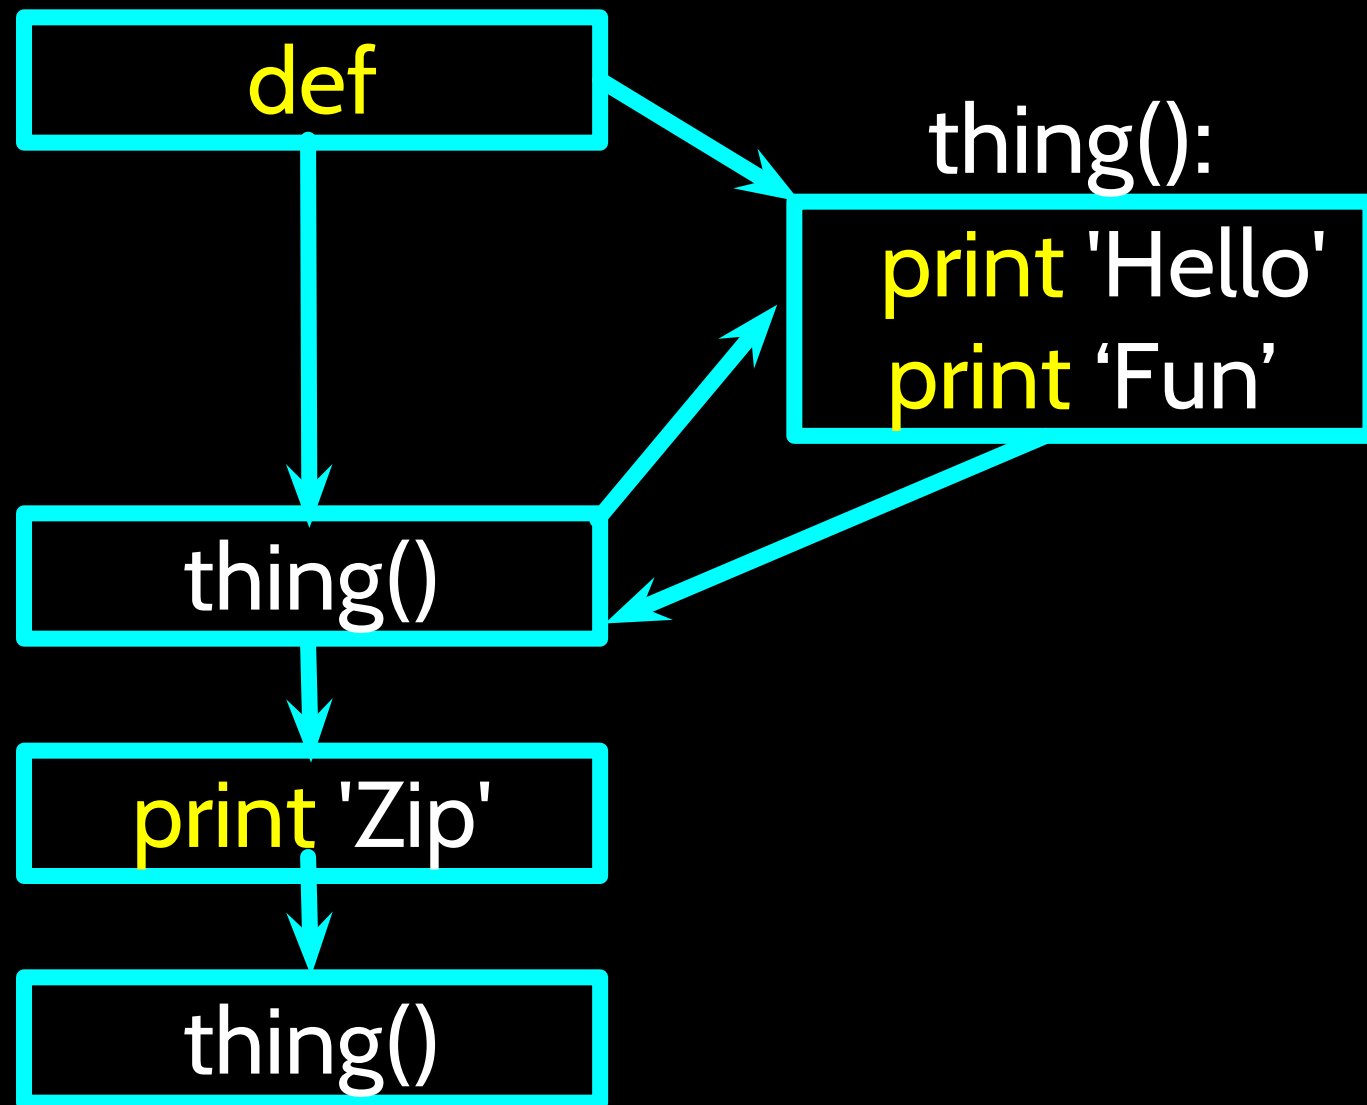 def
thing():
print 'Hello'
print ‘Fun’
thing()
print 'Zip'
thing()